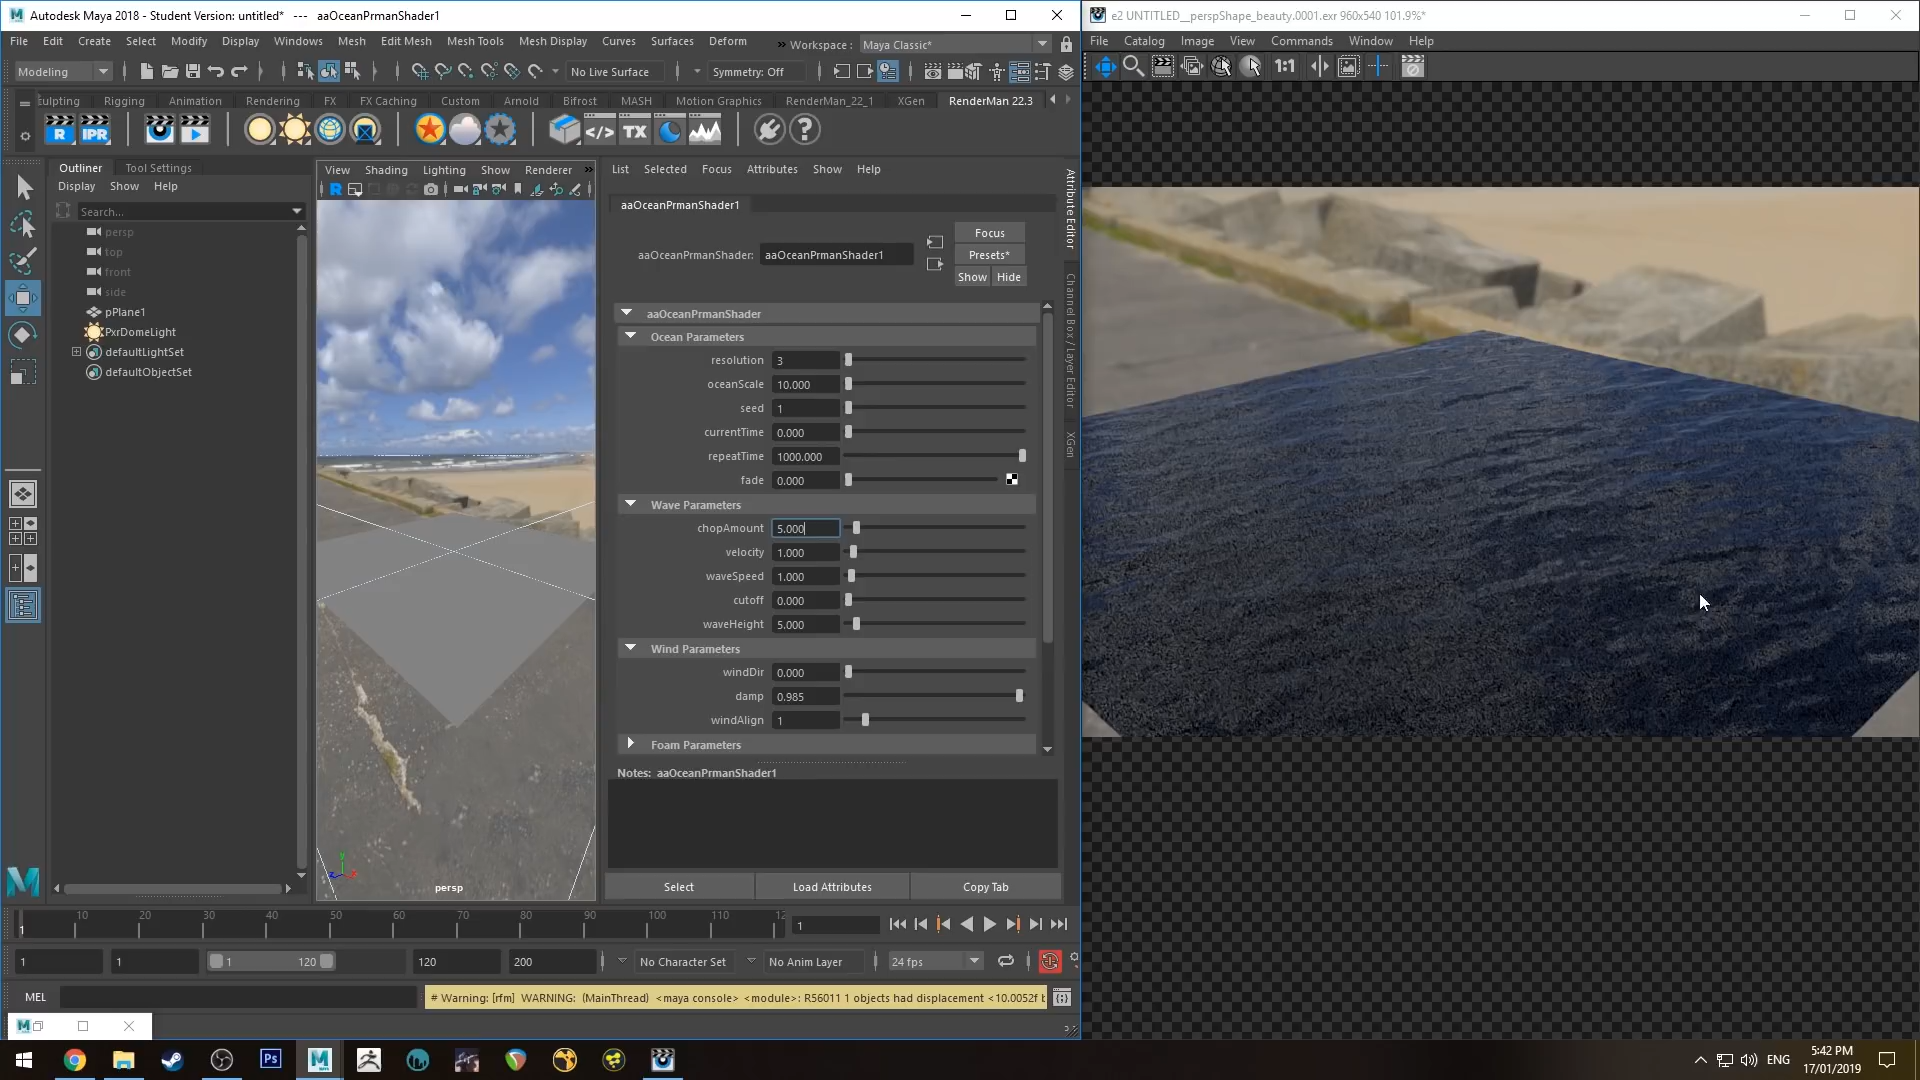 Autodesk Maya 2018 - Student Version: untitled*   ---   aaOceanPrmanShader1
File Edit Create Select Modify Display Windows Mesh Edit Mesh Mesh Tools Mesh Display Curves Surfaces Deform » Workspace : Maya Classic*
Modeling No Live Surface Symmetry: Off
Rigging Animation Rendering FX FX Caching Custom Arnold Bifrost MASH Motion Graphics RenderMan_22_1 XGen RenderMan 22.3
R IPR </> TX ?
Outliner Tool Settings
Display Show Help
Search...
persp
top
front
side
pPlane1
PxrDomeLight
defaultLightSet
defaultObjectSet
View Shading Lighting Show Renderer »
persp
List Selected Focus Attributes Show Help
aaOceanPrmanShader1
aaOceanPrmanShader: aaOceanPrmanShader1
Focus
Presets*
Show Hide
aaOceanPrmanShader
Ocean Parameters
resolution 3
oceanScale 10.000
seed 1
currentTime 0.000
repeatTime 1000.000
fade 0.000
Wave Parameters
chopAmount 5.000
velocity 1.000
waveSpeed 1.000
cutoff 0.000
waveHeight 5.000
Wind Parameters
windDir 0.000
damp 0.985
windAlign 1
Foam Parameters
Notes: aaOceanPrmanShader1
Select Load Attributes Copy Tab
Attribute Editor
Channel Box / Layer Editor
XGen
1 10 20 30 40 50 60 70 80 90 100 110 12 1
1 1 1 120 120 200 No Character Set No Anim Layer 24 fps
MEL # Warning: [rfm] WARNING: (MainThread) <maya console> <module>: R56011 1 objects had displacement <10.0052f
e2 UNTITLED__perspShape_beauty.0001.exr 960x540 101.9%*
File Catalog Image View Commands Window Help
1:1
Ps
ENG
5:42 PM
17/01/2019